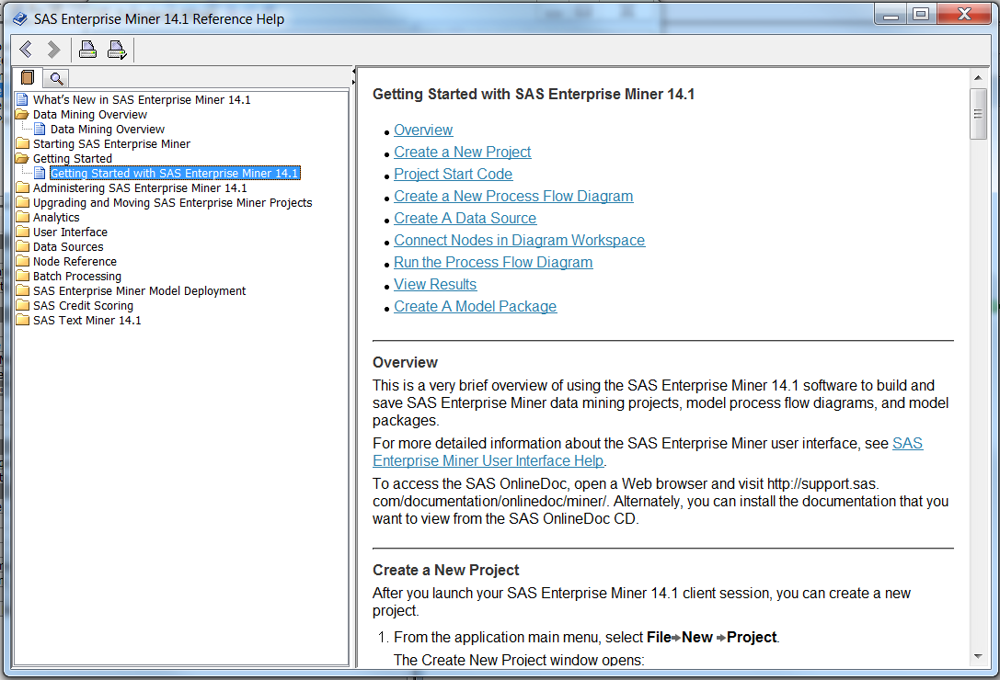 SAS Enterprise Miner 14.1 Reference Help
What's New in SAS Enterprise Miner 14.1
Data Mining Overview
Data Mining Overview
Starting SAS Enterprise Miner
Getting Started
Getting Started with SAS Enterprise Miner 14.1
Administering SAS Enterprise Miner 14.1
Upgrading and Moving SAS Enterprise Miner Projects
Analytics
User Interface
Data Sources
Node Reference
Batch Processing
SAS Enterprise Miner Model Deployment
SAS Credit Scoring
SAS Text Miner 14.1
Getting Started with SAS Enterprise Miner 14.1
• Overview
• Create a New Project
• Project Start Code
• Create a New Process Flow Diagram
• Create A Data Source
• Connect Nodes in Diagram Workspace
• Run the Process Flow Diagram
• View Results
• Create A Model Package
Overview
This is a very brief overview of using the SAS Enterprise Miner 14.1 software to build and
save SAS Enterprise Miner data mining projects, model process flow diagrams, and model
packages.
For more detailed information about the SAS Enterprise Miner user interface, see SAS
Enterprise Miner User Interface Help.
To access the SAS OnlineDoc, open a Web browser and visit http://support.sas.
com/documentation/onlinedoc/miner/. Alternately, you can install the documentation that you
want to view from the SAS OnlineDoc CD.
Create a New Project
After you launch your SAS Enterprise Miner 14.1 client session, you can create a new
project.
1. From the application main menu, select File➔New ➔Project.
The Create New Project window opens: